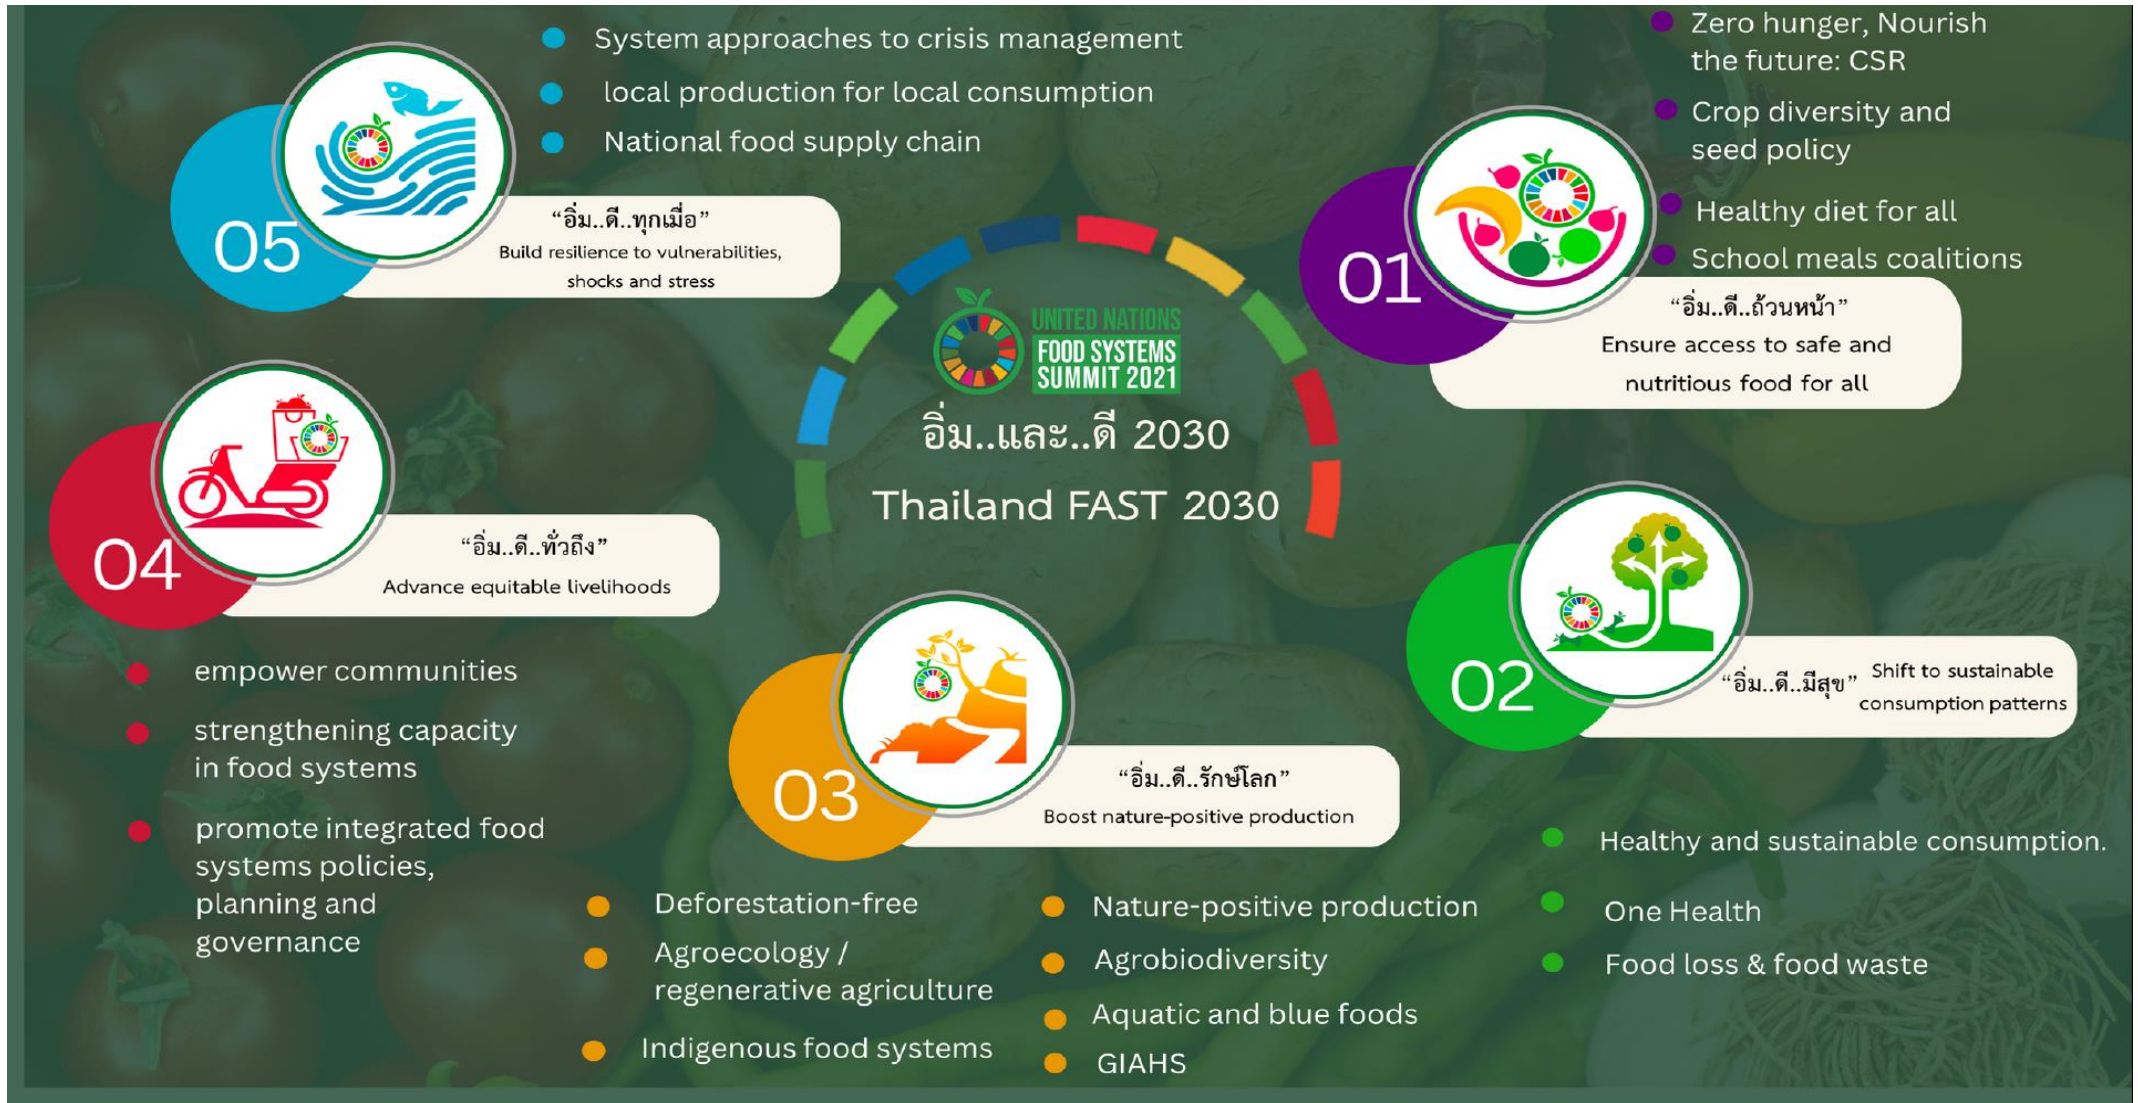 System approaches to crisis management
local production for local consumption
National food supply chain
05
“อิ่ม..ดี..ทุกเมื่อ”
Build resilience to vulnerabilities,
shocks and stress
Zero hunger, Nourish
the future: CSR
Crop diversity and
seed policy
Healthy diet for all
School meals coalitions
01
“อิ่ม..ดี..ถ้วนหน้า”
Ensure access to safe and
nutritious food for all
UNITED NATIONS
FOOD SYSTEMS
SUMMIT 2021
อิ่ม..และ..ดี 2030
Thailand FAST 2030
04
“อิ่ม..ดี..ทั่วถึง”
Advance equitable livelihoods
empower communities
strengthening capacity
in food systems
promote integrated food
systems policies,
planning and
governance
03
“อิ่ม..ดี..รักษ์โลก”
Boost nature-positive production
Deforestation-free
Agroecology /
regenerative agriculture
Indigenous food systems
Nature-positive production
Agrobiodiversity
Aquatic and blue foods
GIAHS
02
“อิ่ม..ดี..มีสุข”
Shift to sustainable
consumption patterns
Healthy and sustainable consumption.
One Health
Food loss & food waste